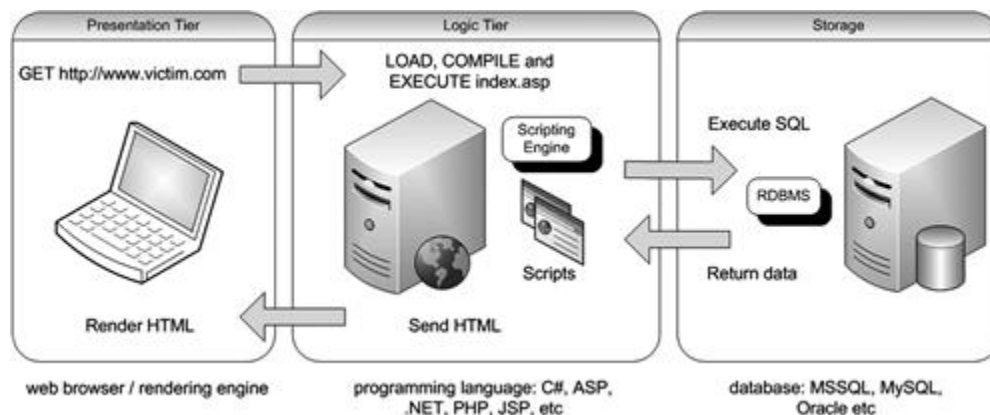 Presentation Tier
GET http://www.victim.com
Render HTML
web browser / rendering engine
Logic Tier
LOAD, COMPILE and
EXECUTE index.asp
Scripting
Engine
Scripts
Send HTML
programming language: C#, ASP,
.NET, PHP, JSP, etc
Storage
Execute SQL
RDBMS
Return data
database: MSSQL, MySQL,
Oracle etc